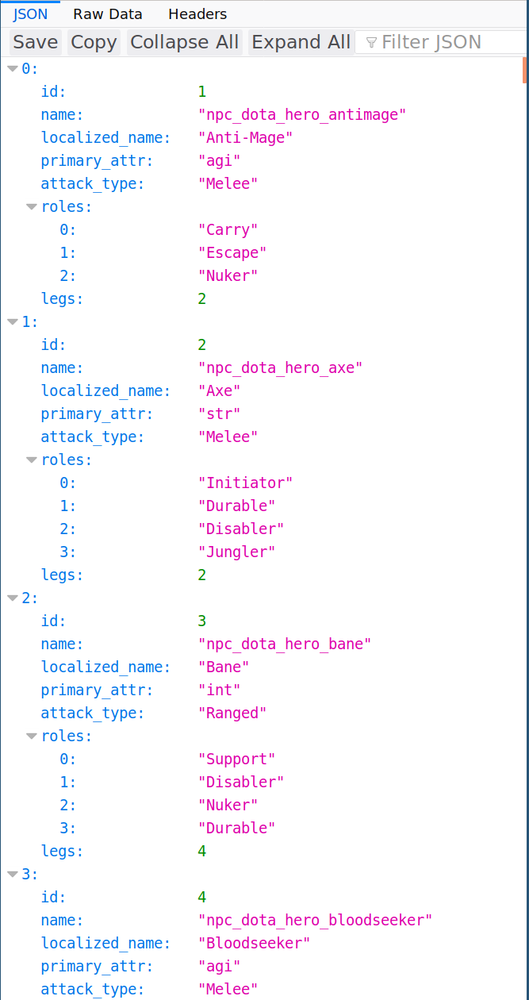 JSON Raw Data Headers
Save Copy Collapse All Expand All Filter JSON
0:
id: 1
name: "npc_dota_hero_antimage"
localized_name: "Anti-Mage"
primary_attr: "agi"
attack_type: "Melee"
roles:
0: "Carry"
1: "Escape"
2: "Nuker"
legs: 2
1:
id: 2
name: "npc_dota_hero_axe"
localized_name: "Axe"
primary_attr: "str"
attack_type: "Melee"
roles:
0: "Initiator"
1: "Durable"
2: "Disabler"
3: "Jungler"
legs: 2
2:
id: 3
name: "npc_dota_hero_bane"
localized_name: "Bane"
primary_attr: "int"
attack_type: "Ranged"
roles:
0: "Support"
1: "Disabler"
2: "Nuker"
3: "Durable"
legs: 4
3:
id: 4
name: "npc_dota_hero_bloodseeker"
localized_name: "Bloodseeker"
primary_attr: "agi"
attack_type: "Melee"